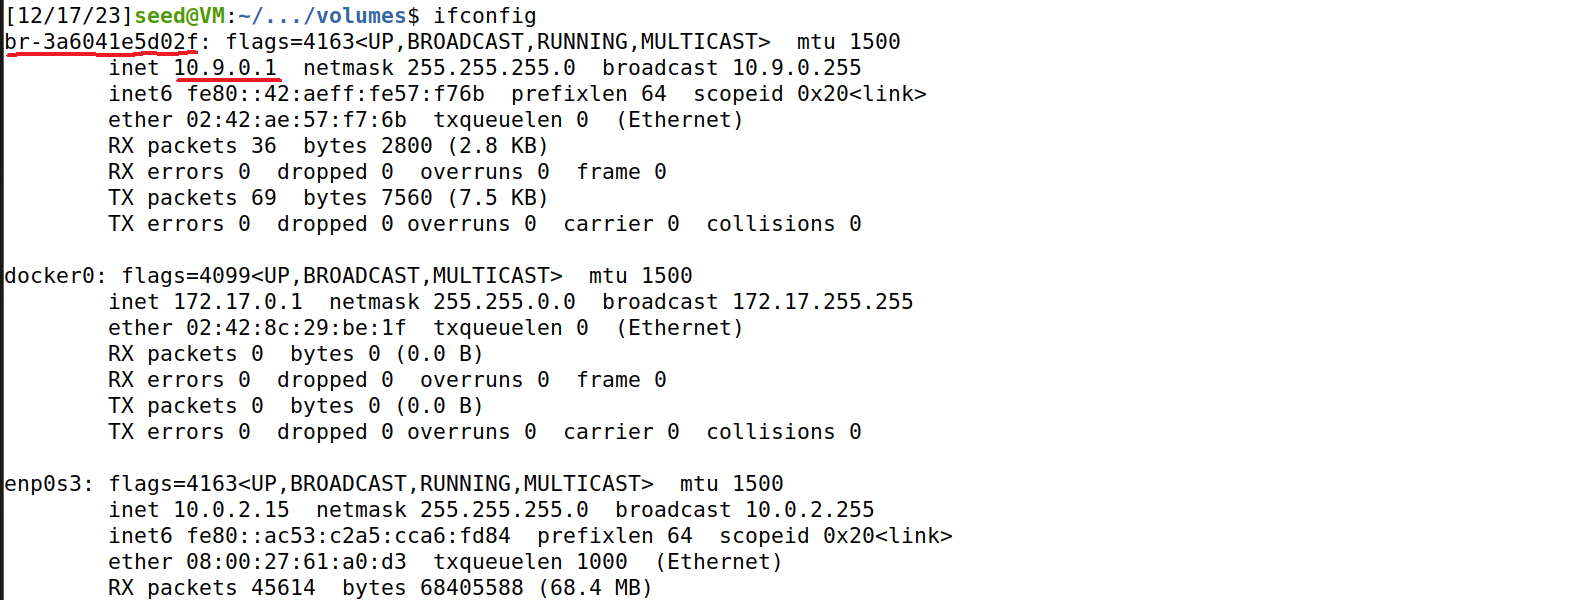 [12/17/23]seed@VM:~/.../volumes$ ifconfig
br-3a6041e5d02f: flags=4163<UP,BROADCAST,RUNNING,MULTICAST>  mtu 1500
        inet 10.9.0.1  netmask 255.255.255.0  broadcast 10.9.0.255
        inet6 fe80::42:aeff:fe57:f76b  prefixlen 64  scopeid 0x20<link>
        ether 02:42:ae:57:f7:6b  txqueuelen 0  (Ethernet)
        RX packets 36  bytes 2800 (2.8 KB)
        RX errors 0  dropped 0  overruns 0  frame 0
        TX packets 69  bytes 7560 (7.5 KB)
        TX errors 0  dropped 0 overruns 0  carrier 0  collisions 0

docker0: flags=4099<UP,BROADCAST,MULTICAST>  mtu 1500
        inet 172.17.0.1  netmask 255.255.0.0  broadcast 172.17.255.255
        ether 02:42:8c:29:be:1f  txqueuelen 0  (Ethernet)
        RX packets 0  bytes 0 (0.0 B)
        RX errors 0  dropped 0  overruns 0  frame 0
        TX packets 0  bytes 0 (0.0 B)
        TX errors 0  dropped 0 overruns 0  carrier 0  collisions 0

enp0s3: flags=4163<UP,BROADCAST,RUNNING,MULTICAST>  mtu 1500
        inet 10.0.2.15  netmask 255.255.255.0  broadcast 10.0.2.255
        inet6 fe80::ac53:c2a5:cca6:fd84  prefixlen 64  scopeid 0x20<link>
        ether 08:00:27:61:a0:d3  txqueuelen 1000  (Ethernet)
        RX packets 45614  bytes 68405588 (68.4 MB)